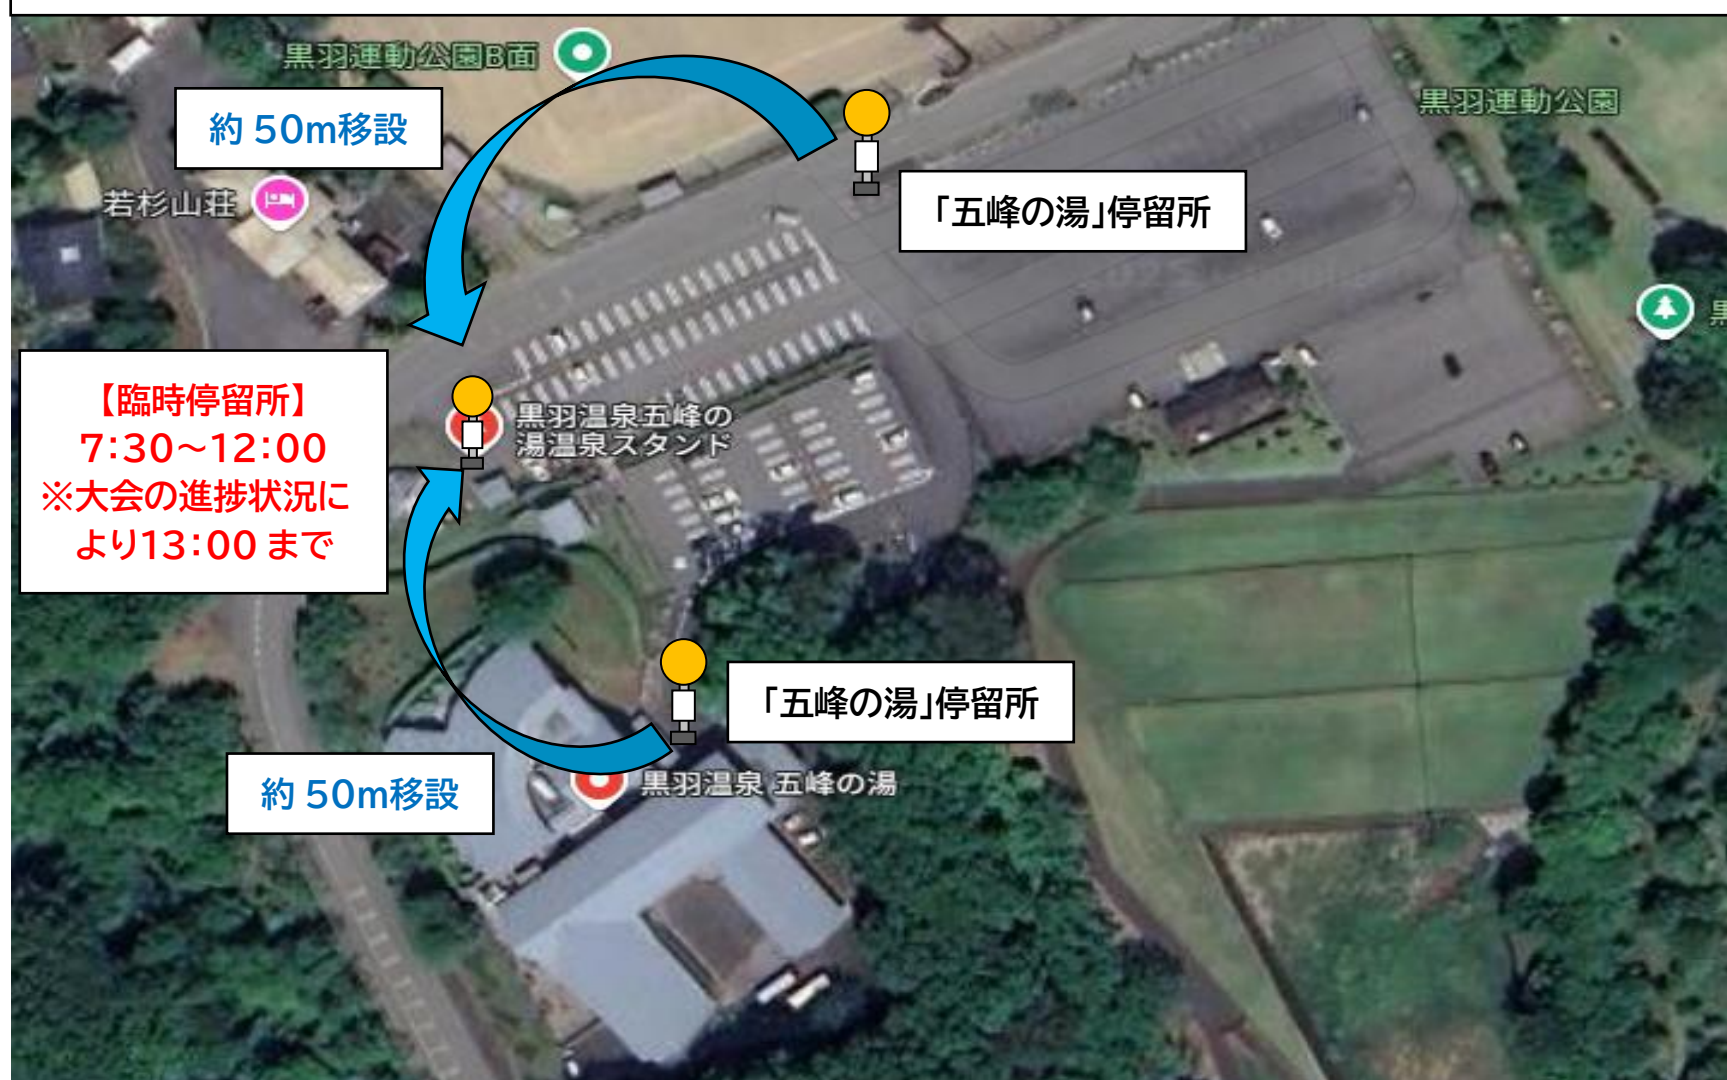 黒羽運動公園B面
約 50m移設
黒羽運動公園
若杉山荘
「五峰の湯」停留所
黒
【臨時停留所】
7:30～12:00
※大会の進捗状況に
より13:00 まで
黒羽温泉五峰の
湯温泉スタンド
「五峰の湯」停留所
約 50m移設
黒羽温泉 五峰の湯